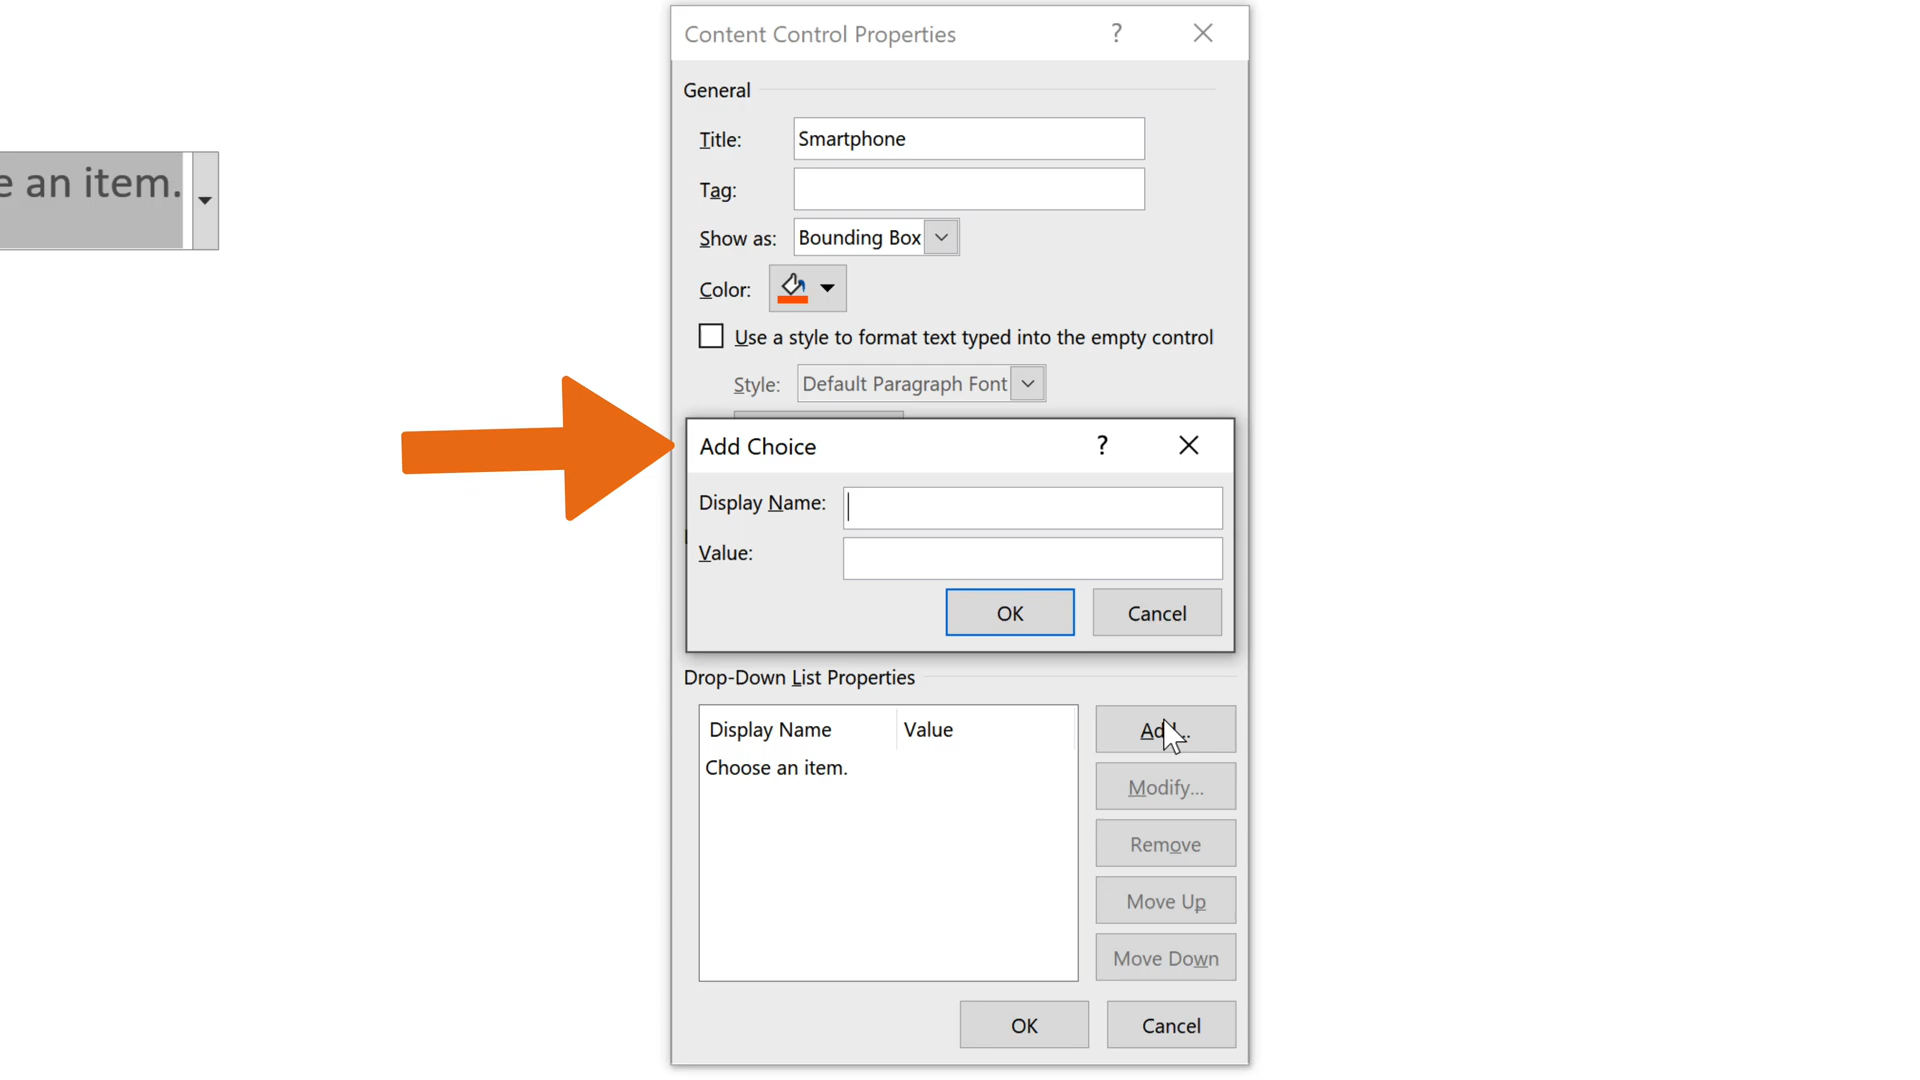 Content Control Properties ?
General
e an item.
Title: Smartphone
Tag:
Show as: Bounding Box
Color:
Use a style to format text typed into the empty control
Style: Default Paragraph Font
Add Choice ?
Display Name:
Value:
OK Cancel
Drop-Down List Properties
Display Name Value
Choose an item.
Add...
Modify...
Remove
Move Up
Move Down
OK Cancel